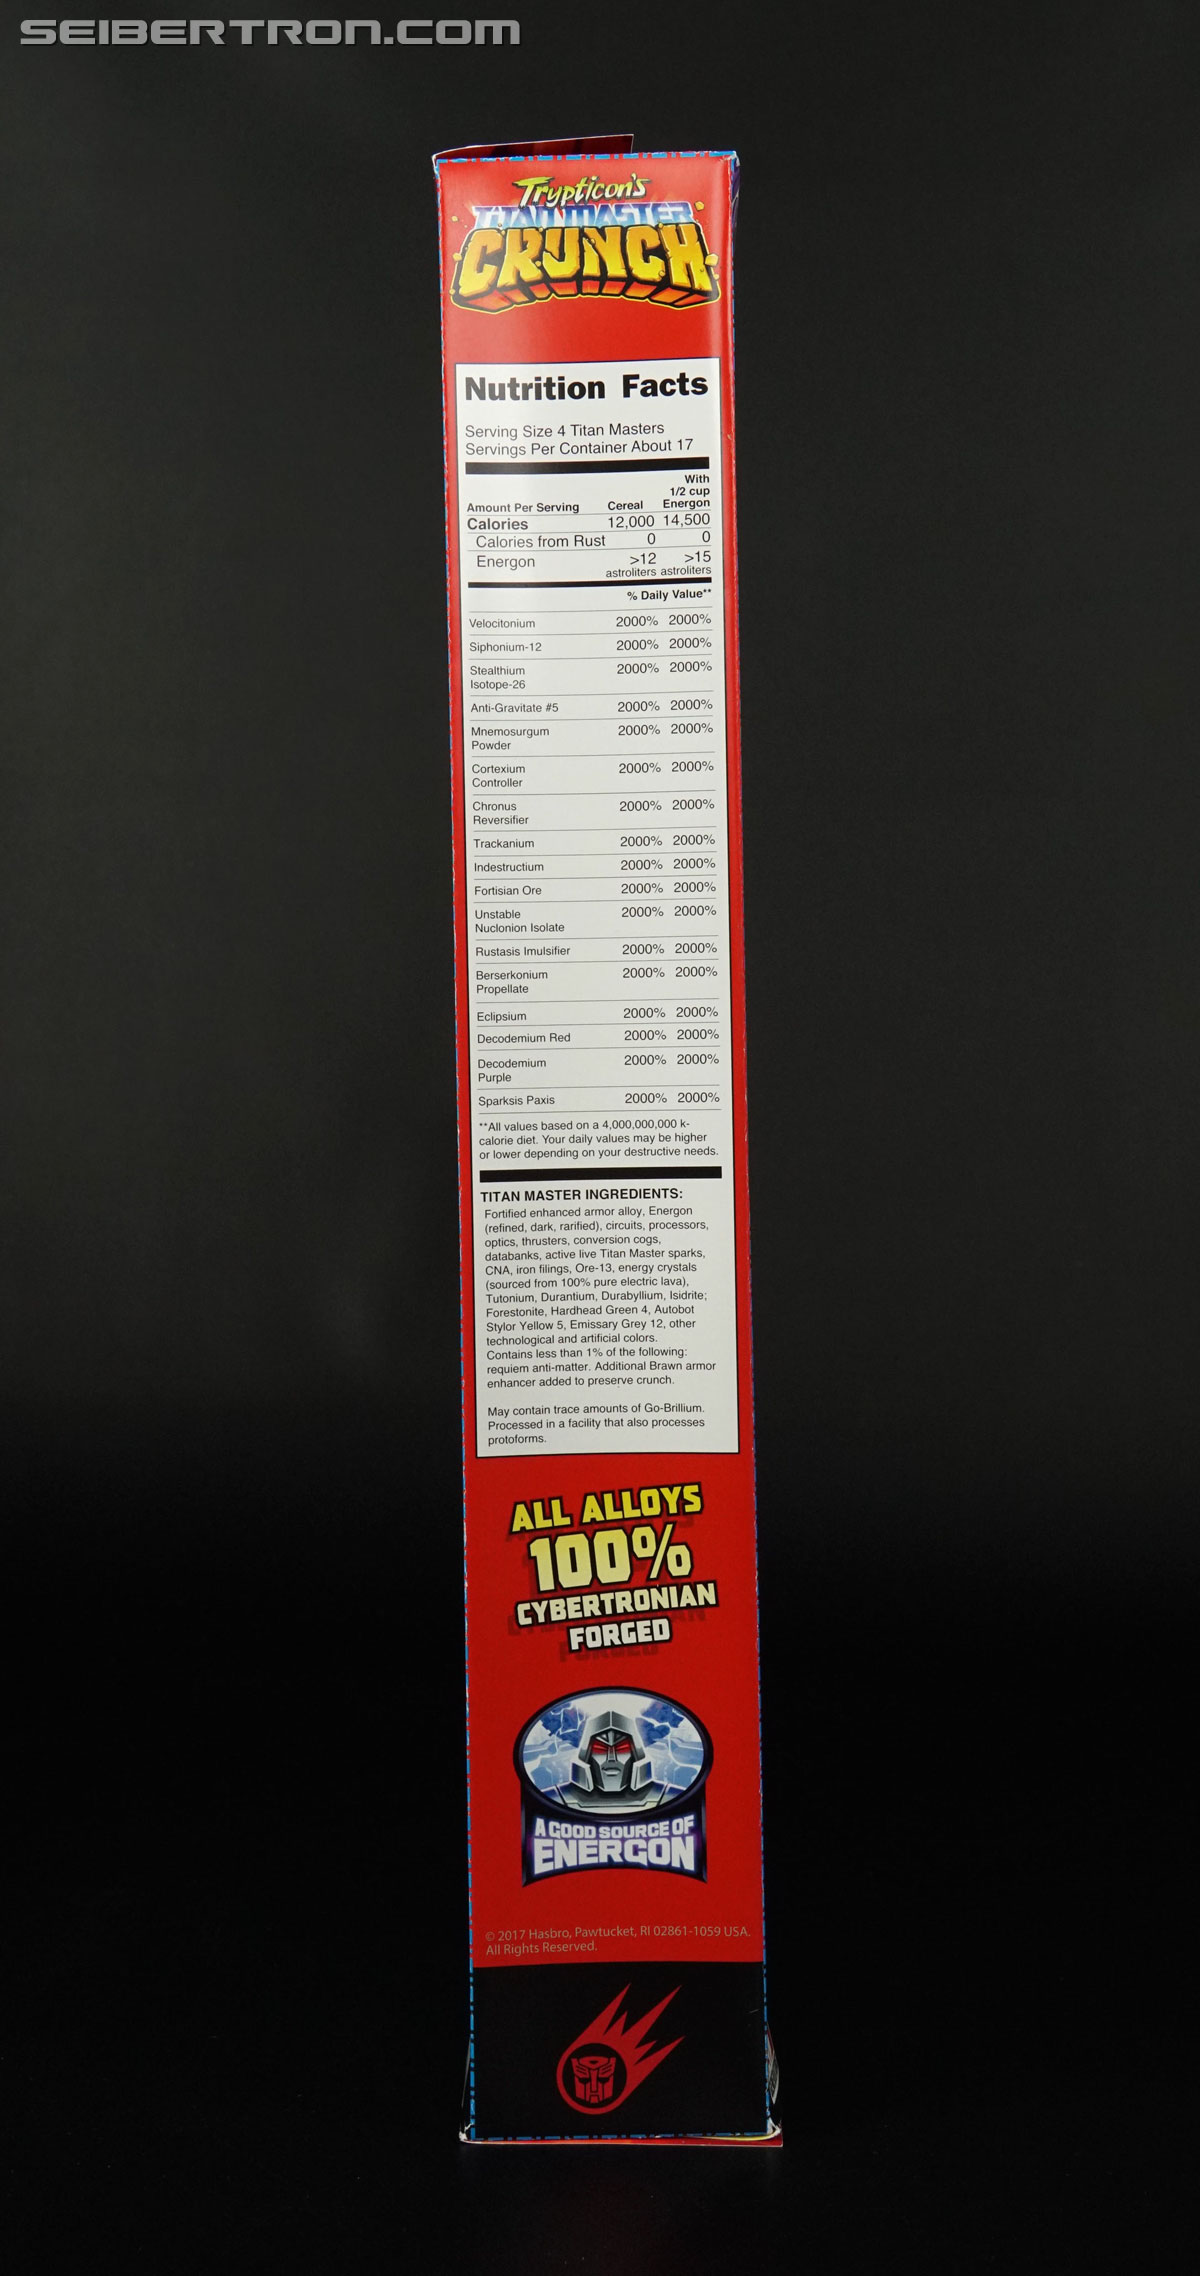 SEIBERTRON.COM
Trypticon's
TITAN MASTER
CRUNCH
Nutrition Facts
Serving Size 4 Titan Masters
Servings Per Container About 17
With
1/2 cup
Amount Per Serving Cereal Energon
Calories 12,000 14,500
Calories from Rust 0 0
Energon >12 >15
astroliters astroliters
% Daily Value**
Velocitonium 2000% 2000%
Siphonium-12 2000% 2000%
Stealthium 2000% 2000%
Isotope-26
Anti-Gravitate #5 2000% 2000%
Mnemosurgum 2000% 2000%
Powder
Cortexium 2000% 2000%
Controller
Chronus 2000% 2000%
Reversifier
Trackanium 2000% 2000%
Indestructium 2000% 2000%
Fortisian Ore 2000% 2000%
Unstable 2000% 2000%
Nuclonion Isolate
Rustasis Imulsifier 2000% 2000%
Berserkonium 2000% 2000%
Propellate
Eclipsium 2000% 2000%
Decodemium Red 2000% 2000%
Decodemium 2000% 2000%
Purple
Sparksis Paxis 2000% 2000%
**All values based on a 4,000,000,000 k-
calorie diet. Your daily values may be higher
or lower depending on your destructive needs.
TITAN MASTER INGREDIENTS:
Fortified enhanced armor alloy, Energon
(refined, dark, rarified), circuits, processors,
optics, thrusters, conversion cogs,
databanks, active live Titan Master sparks,
CNA, iron filings, Ore-13, energy crystals
(sourced from 100% pure electric lava),
Tutonium, Durantium, Durabyllium, Isidrite;
Forestonite, Hardhead Green 4, Autobot
Stylor Yellow 5, Emissary Grey 12, other
technological and artificial colors.
Contains less than 1% of the following:
requiem anti-matter. Additional Brawn armor
enhancer added to preserve crunch.
May contain trace amounts of Go-Brillium.
Processed in a facility that also processes
protoforms.
ALL ALLOYS
100%
CYBERTRONIAN
FORGED
A GOOD SOURCE OF
ENERGON
© 2017 Hasbro, Pawtucket, RI 02861-1059 USA.
All Rights Reserved.